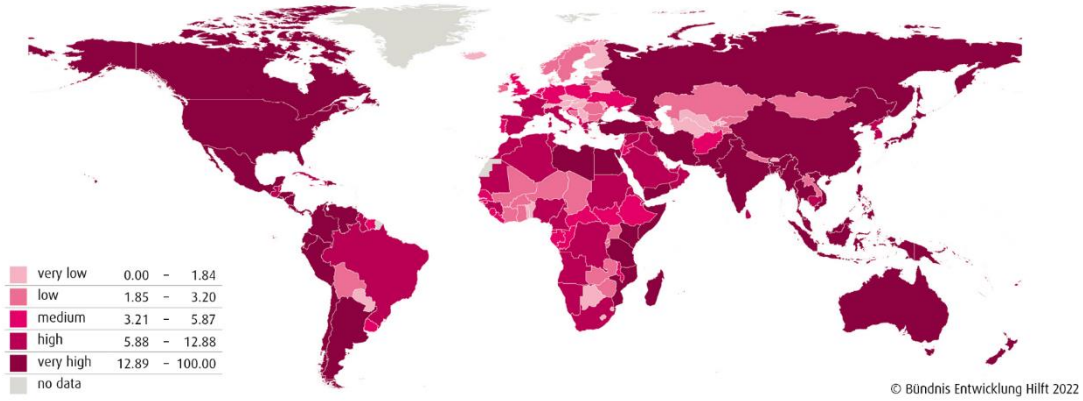 very low 0.00 – 1.84
low 1.85 – 3.20
medium 3.21 – 5.87
high 5.88 – 12.88
very high 12.89 – 100.00
no data
© Bündnis Entwicklung Hilft 2022